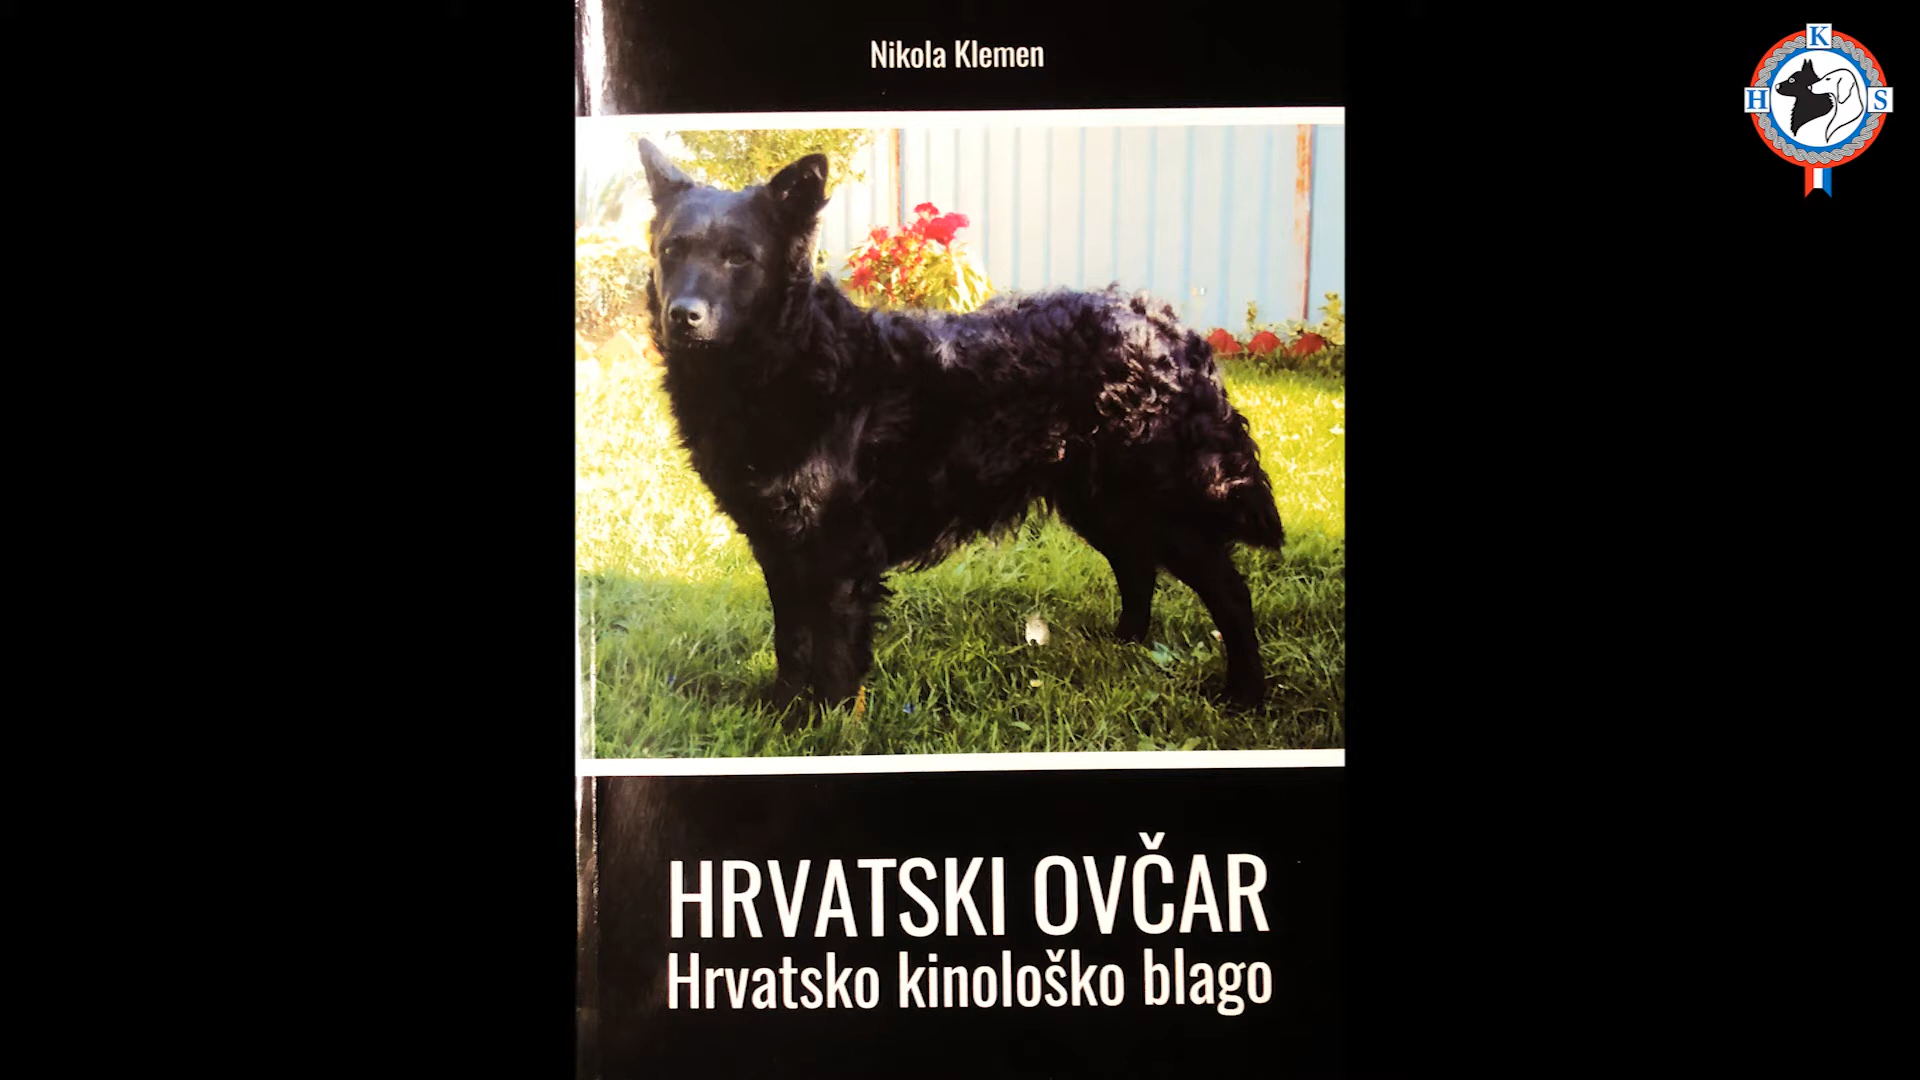 Nikola Klemen
K
H S
HRVATSKI OVČAR
Hrvatsko kinološko blago